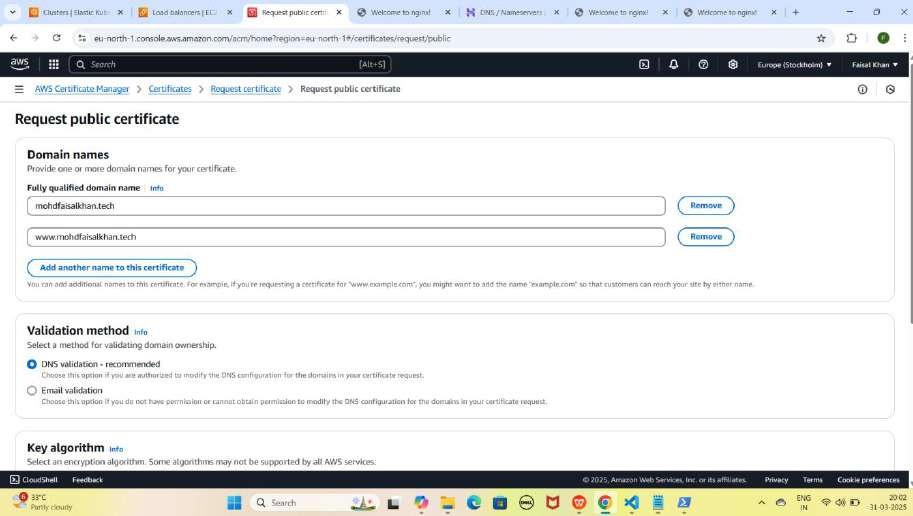 Clusters | Elastic Kub
Load balancers | EC2
Request public certifi
Welcome to nginx!
DNS / Nameservers
Welcome to nginx!
Welcome to nginx!
eu-north-1.console.aws.amazon.com/acm/home?region=eu-north-1#/certificates/request/public
F
aws
Search
[Alt+S]
Europe (Stockholm)
Faisal Khan
AWS Certificate Manager > Certificates > Request certificate > Request public certificate
Request public certificate
Domain names
Provide one or more domain names for your certificate.
Fully qualified domain name | Info
mohdfaisalkhan.tech
Remove
www.mohdfaisalkhan.tech
Remove
Add another name to this certificate
You can add additional names to this certificate. For example, if you're requesting a certificate for "www.example.com", you might want to add the name "example.com" so that customers can reach your site by either name.
Validation method Info
Select a method for validating domain ownership.
DNS validation - recommended
Choose this option if you are authorized to modify the DNS configuration for the domains in your certificate request.
Email validation
Choose this option if you do not have permission or cannot obtain permission to modify the DNS configuration for the domains in your certificate request.
Key algorithm Info
Select an encryption algorithm. Some algorithms may not be supported by all AWS services.
CloudShell
Feedback
© 2025, Amazon Web Services, Inc. or its affiliates.
Privacy
Terms
Cookie preferences
6
33°C
Partly cloudy
Search
DELL
ENG
IN
20:02
31-03-2025